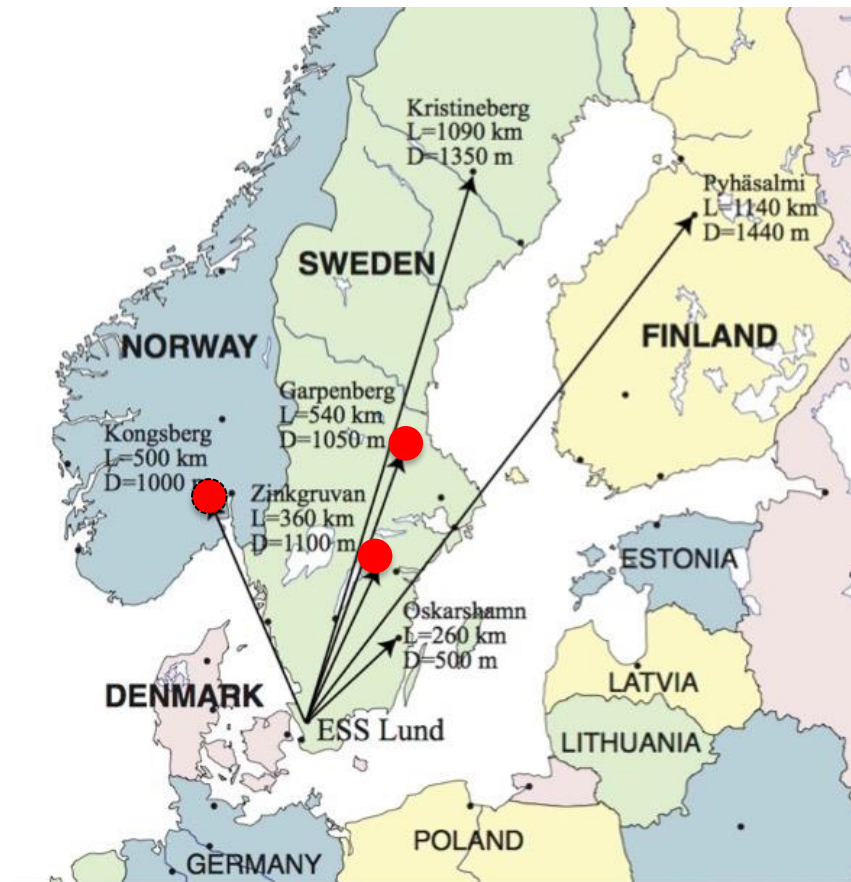 Kristineberg
L=1090 km
D=1350 m
Pyhäsalmi
L=1140 km
D=1440 m
SWEDEN
NORWAY
FINLAND
Garpenberg
L=540 km
D=1050 m
Kongsberg
L=500 km
D=1000
Zinkgruvan
L=360 km
D=1100 m
ESTONIA
Oskarshamn
L=260 km
D=500 m
LATVIA
DENMARK
ESS Lund
LITHUANIA
POLAND
GERMANY